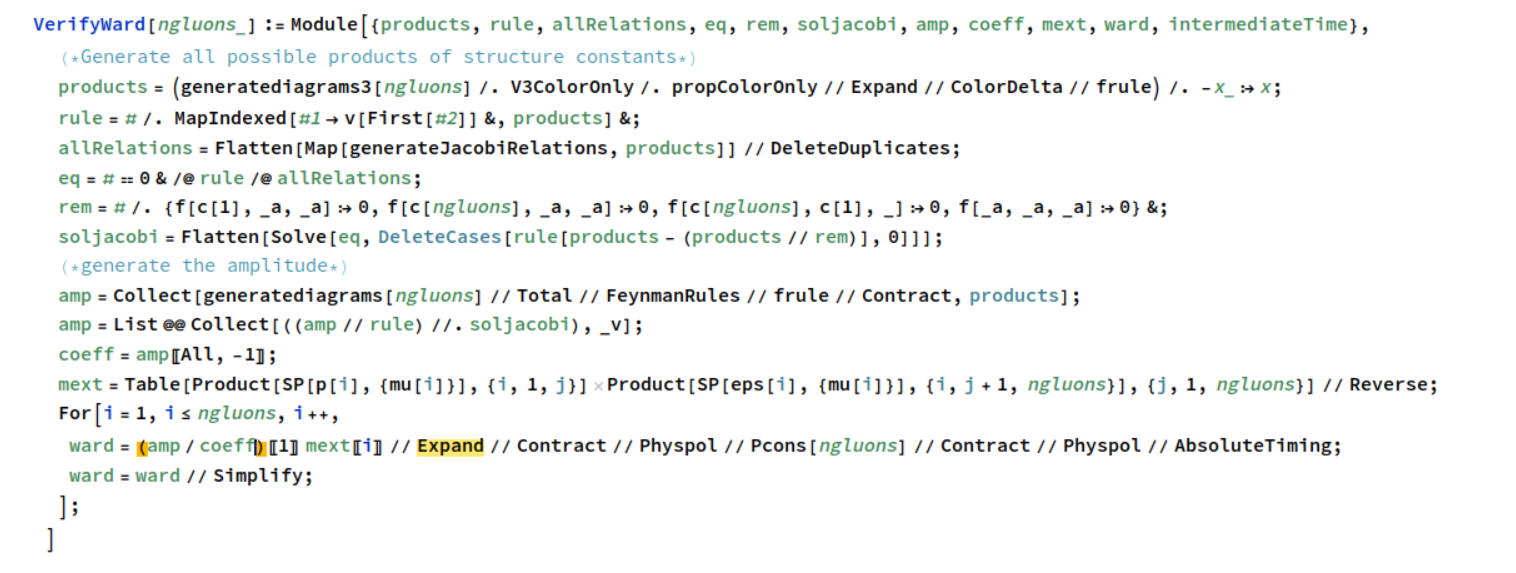 VerifyWard[ngluons_] := Module[{products, rule, allRelations, eq, rem, soljacobi, amp, coeff, mext, ward, intermediateTime},
(*Generate all possible products of structure constants*)
products = (generatediagrams3[ngluons] /. V3ColorOnly /. propColorOnly // Expand // ColorDelta // frule) /. -x_ :→ x;
rule = # /. MapIndexed[#1 → v[First[#2]] &, products] &;
allRelations = Flatten[Map[generateJacobiRelations, products]] // DeleteDuplicates;
eq = # == 0 & /@ rule /@ allRelations;
rem = # /. {f[c[1], _a, _a] :→ 0, f[c[ngluons], _a, _a] :→ 0, f[c[ngluons], c[1], _] :→ 0, f[_a, _a, _a] :→ 0} &;
soljacobi = Flatten[Solve[eq, DeleteCases[rule[products - (products // rem)], 0]]];
(*generate the amplitude*)
amp = Collect[generatediagrams[ngluons] // Total // FeynmanRules // frule // Contract, products];
amp = List @@ Collect[((amp // rule) //. soljacobi), _v];
coeff = amp〚All, -1〛;
mext = Table[Product[SP[p[i], {mu[i]}], {i, 1, j}] × Product[SP[eps[i], {mu[i]}], {i, j + 1, ngluons}], {j, 1, ngluons}] // Reverse;
For[i = 1, i ≤ ngluons, i++,
ward = (amp / coeff)〚1〛 mext〚i〛 // Expand // Contract // Physpol // Pcons[ngluons] // Contract // Physpol // AbsoluteTiming;
ward = ward // Simplify;
];
]